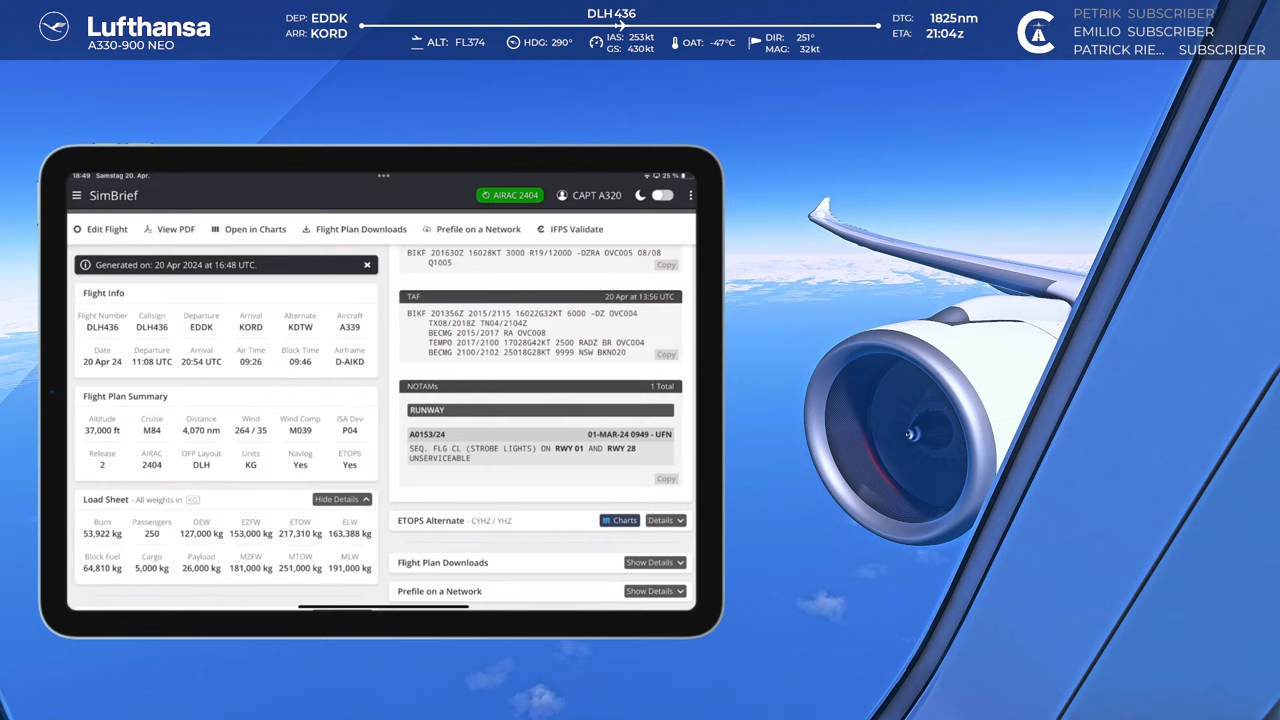 Lufthansa
A330-900 NEO
DEP: EDDK
ARR: KORD
DLH436
ALT: FL374
HDG: 290°
IAS: 253kt
GS: 430kt
OAT: -47°C
DIR: 251°
MAG: 32kt
DTG: 1825nm
ETA: 21:04z
PETRIK SUBSCRIBER
EMILIO SUBSCRIBER
PATRICK RIE... SUBSCRIBER
18:49 Samstag 20. Apr.
25 %
SimBrief
AIRAC 2404
CAPT A320
Edit Flight
View PDF
Open in Charts
Flight Plan Downloads
Prefile on a Network
IFPS Validate
Generated on: 20 Apr 2024 at 16:48 UTC.
Flight Info
Flight Number Callsign Departure Arrival Alternate Aircraft
DLH436 DLH436 EDDK KORD KDTW A339
Date Departure Arrival Air Time Block Time Airframe
20 Apr 24 11:08 UTC 20:54 UTC 09:26 09:46 D-AIKD
Flight Plan Summary
Altitude Cruise Distance Wind Wind Comp ISA Dev
37,000 ft M84 4,070 nm 264 / 35 M039 P04
Release AIRAC OFP Layout Units Navlog ETOPS
2 2404 DLH KG Yes Yes
Load Sheet - All weights in KG
Hide Details
Burn Passengers OEW EZFW ETOW ELW
53,922 kg 250 127,000 kg 153,000 kg 217,310 kg 163,388 kg
Block Fuel Cargo Payload MZFW MTOW MLW
64,810 kg 5,000 kg 26,000 kg 181,000 kg 251,000 kg 191,000 kg
BIKF 201630Z 16028KT 3000 R19/1200D -DZRA OVC005 08/08
Q1005
Copy
TAF 20 Apr at 13:56 UTC
BIKF 201356Z 2015/2115 16022G32KT 6000 -DZ OVC004
TX08/2018Z TN04/2104Z
BECMG 2015/2017 RA OVC008
TEMPO 2017/2100 17028G42KT 2500 RADZ BR OVC004
BECMG 2100/2102 25018G28KT 9999 NSW BKN020
Copy
NOTAMs 1 Total
RUNWAY
A0153/24 01-MAR-24 0949 - UFN
SEQ. FLG CL (STROBE LIGHTS) ON RWY 01 AND RWY 28
UNSERVICEABLE
Copy
ETOPS Alternate - CYHZ / YHZ
Charts
Details
Flight Plan Downloads
Show Details
Prefile on a Network
Show Details